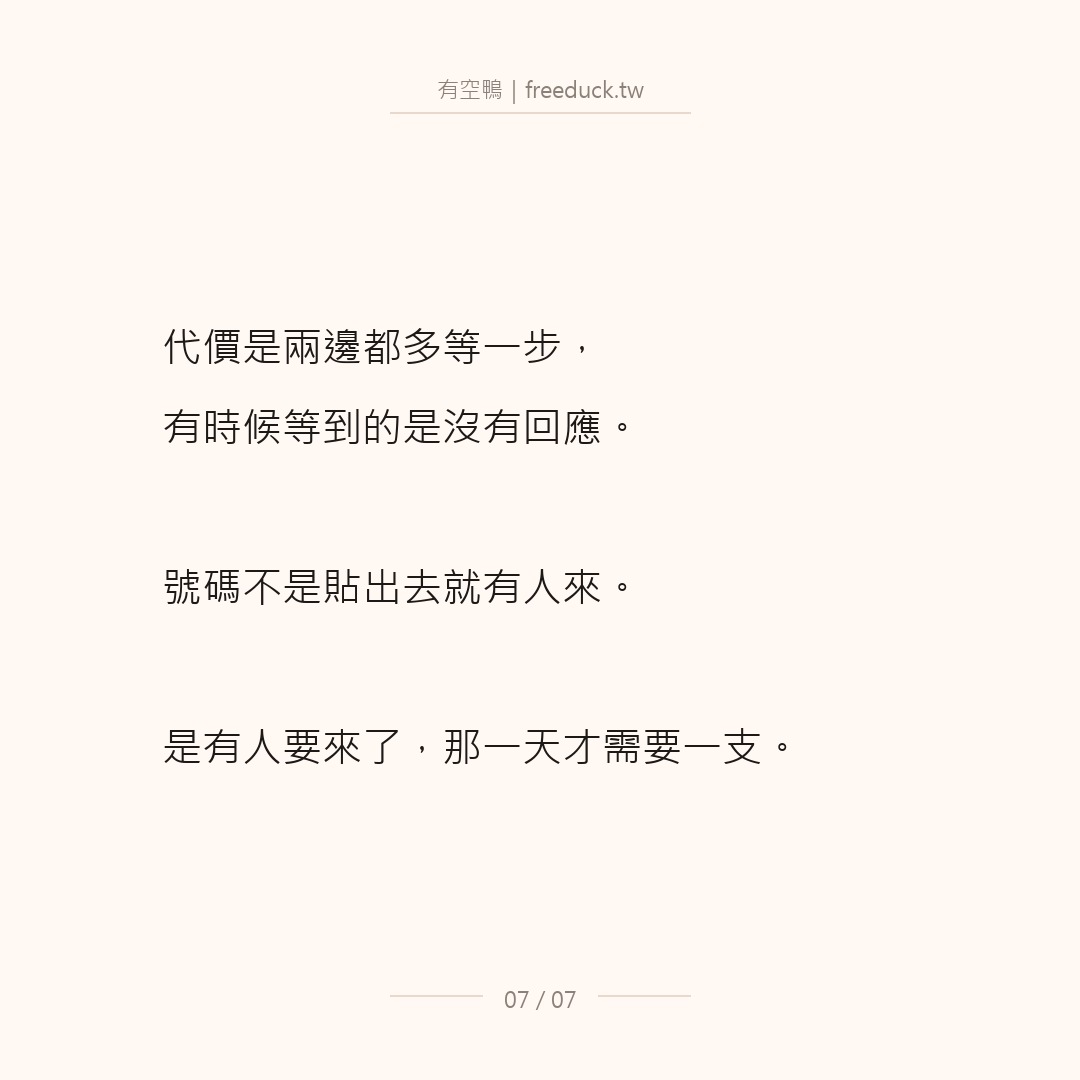 有空鴨 | freeduck.tw
代價是兩邊都多等一步，
有時候等到的是沒有回應。
號碼不是貼出去就有人來。
是有人要來了，那一天才需要一支。
07 / 07